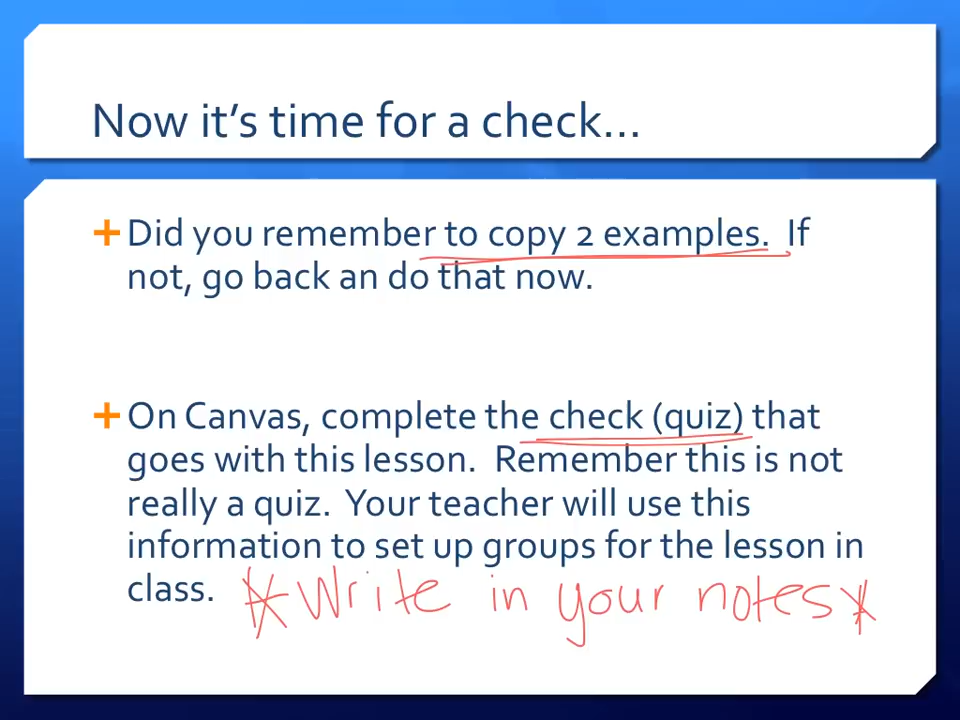 Now it's time for a check...
Did you remember to copy 2 examples.  If
not, go back an do that now.
On Canvas, complete the check (quiz) that
goes with this lesson.  Remember this is not
really a quiz.  Your teacher will use this
information to set up groups for the lesson in
class. *Write in your notes*